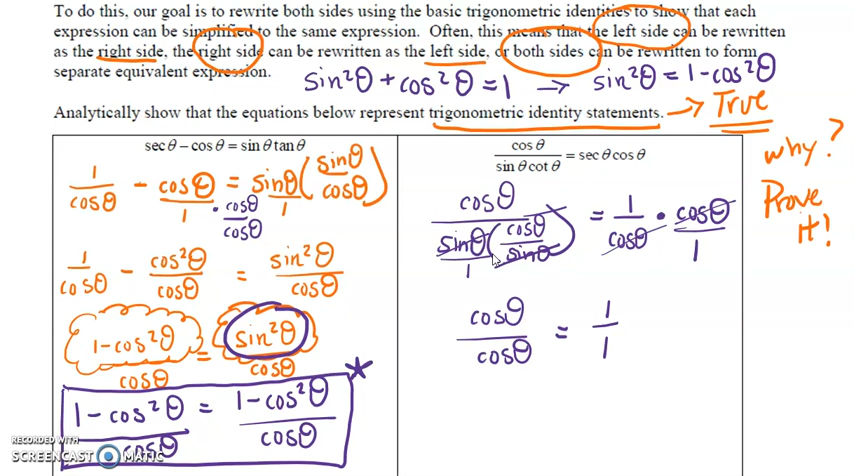 To do this, our goal is to rewrite both sides using the basic trigonometric identities to show that each
expression can be simplified to the same expression. Often, this means that the left side can be rewritten
as the right side, the right side can be rewritten as the left side, or both sides can be rewritten to form
separate equivalent expression.
sin²θ + cos²θ = 1 → sin²θ = 1 - cos²θ
Analytically show that the equations below represent trigonometric identity statements. → True
why?
Prove
it!
sec θ – cos θ = sin θ tan θ
1/cosθ - cosθ/1 · cosθ/cosθ = sinθ/1 (sinθ/cosθ)
1/cosθ - cos²θ/cosθ = sin²θ/cosθ
1 - cos²θ/cosθ = sin²θ/cosθ
1 - cos²θ/cosθ = 1 - cos²θ/cosθ *
cos θ/sin θ cot θ = sec θ cos θ
cosθ/sinθ/1 (cosθ/sinθ) = 1/cosθ · cosθ/1
cosθ/cosθ = 1/1
RECORDED WITH
SCREENCAST MATIC